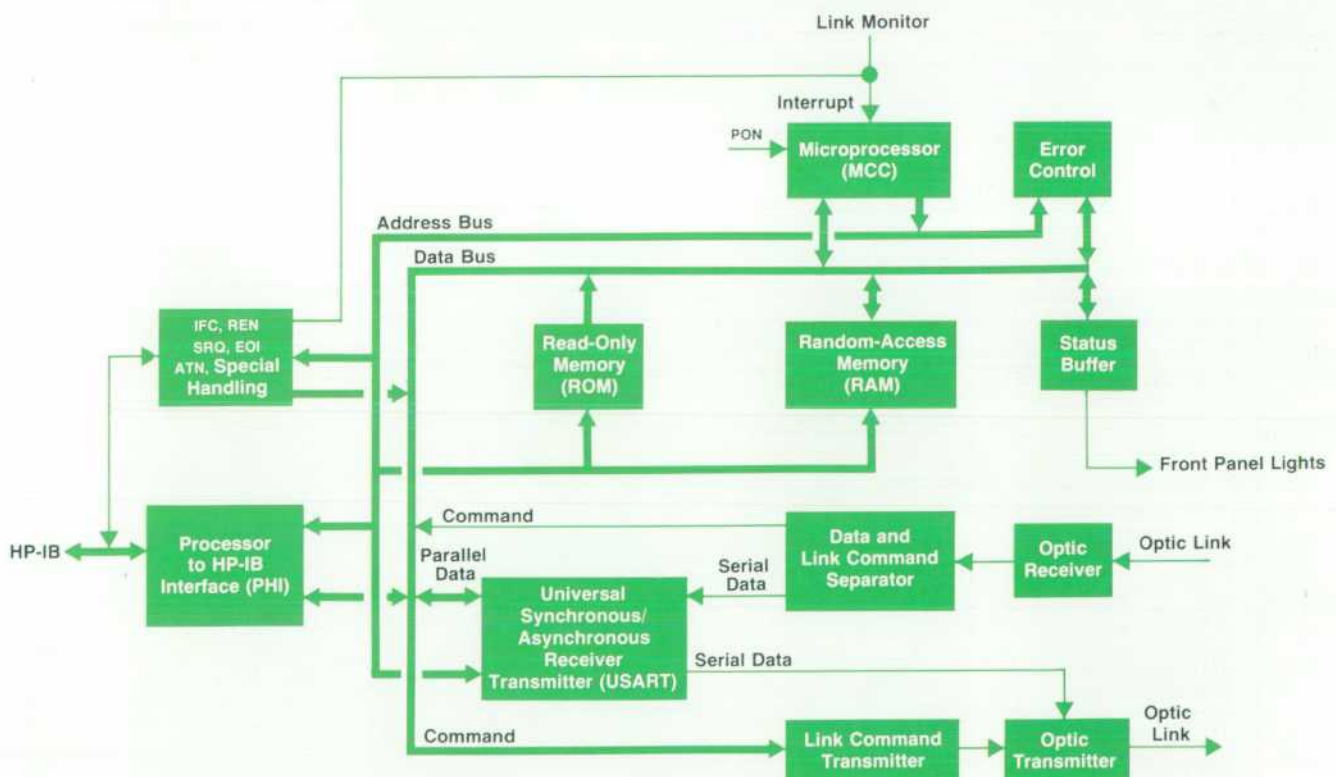 Link Monitor
Interrupt
PON
Microprocessor
(MCC)
Error
Control
Address Bus
Data Bus
IFC, REN
SRQ, EOI
ATN, Special
Handling
Read-Only
Memory
(ROM)
Random-Access
Memory
(RAM)
Status
Buffer
Front Panel Lights
HP-IB
Processor
to HP-IB
Interface (PHI)
Command
Parallel
Data
Universal
Synchronous/
Asynchronous
Receiver
Transmitter (USART)
Serial
Data
Data and
Link Command
Separator
Optic
Receiver
Optic Link
Serial Data
Command
Link Command
Transmitter
Optic
Transmitter
Optic
Link